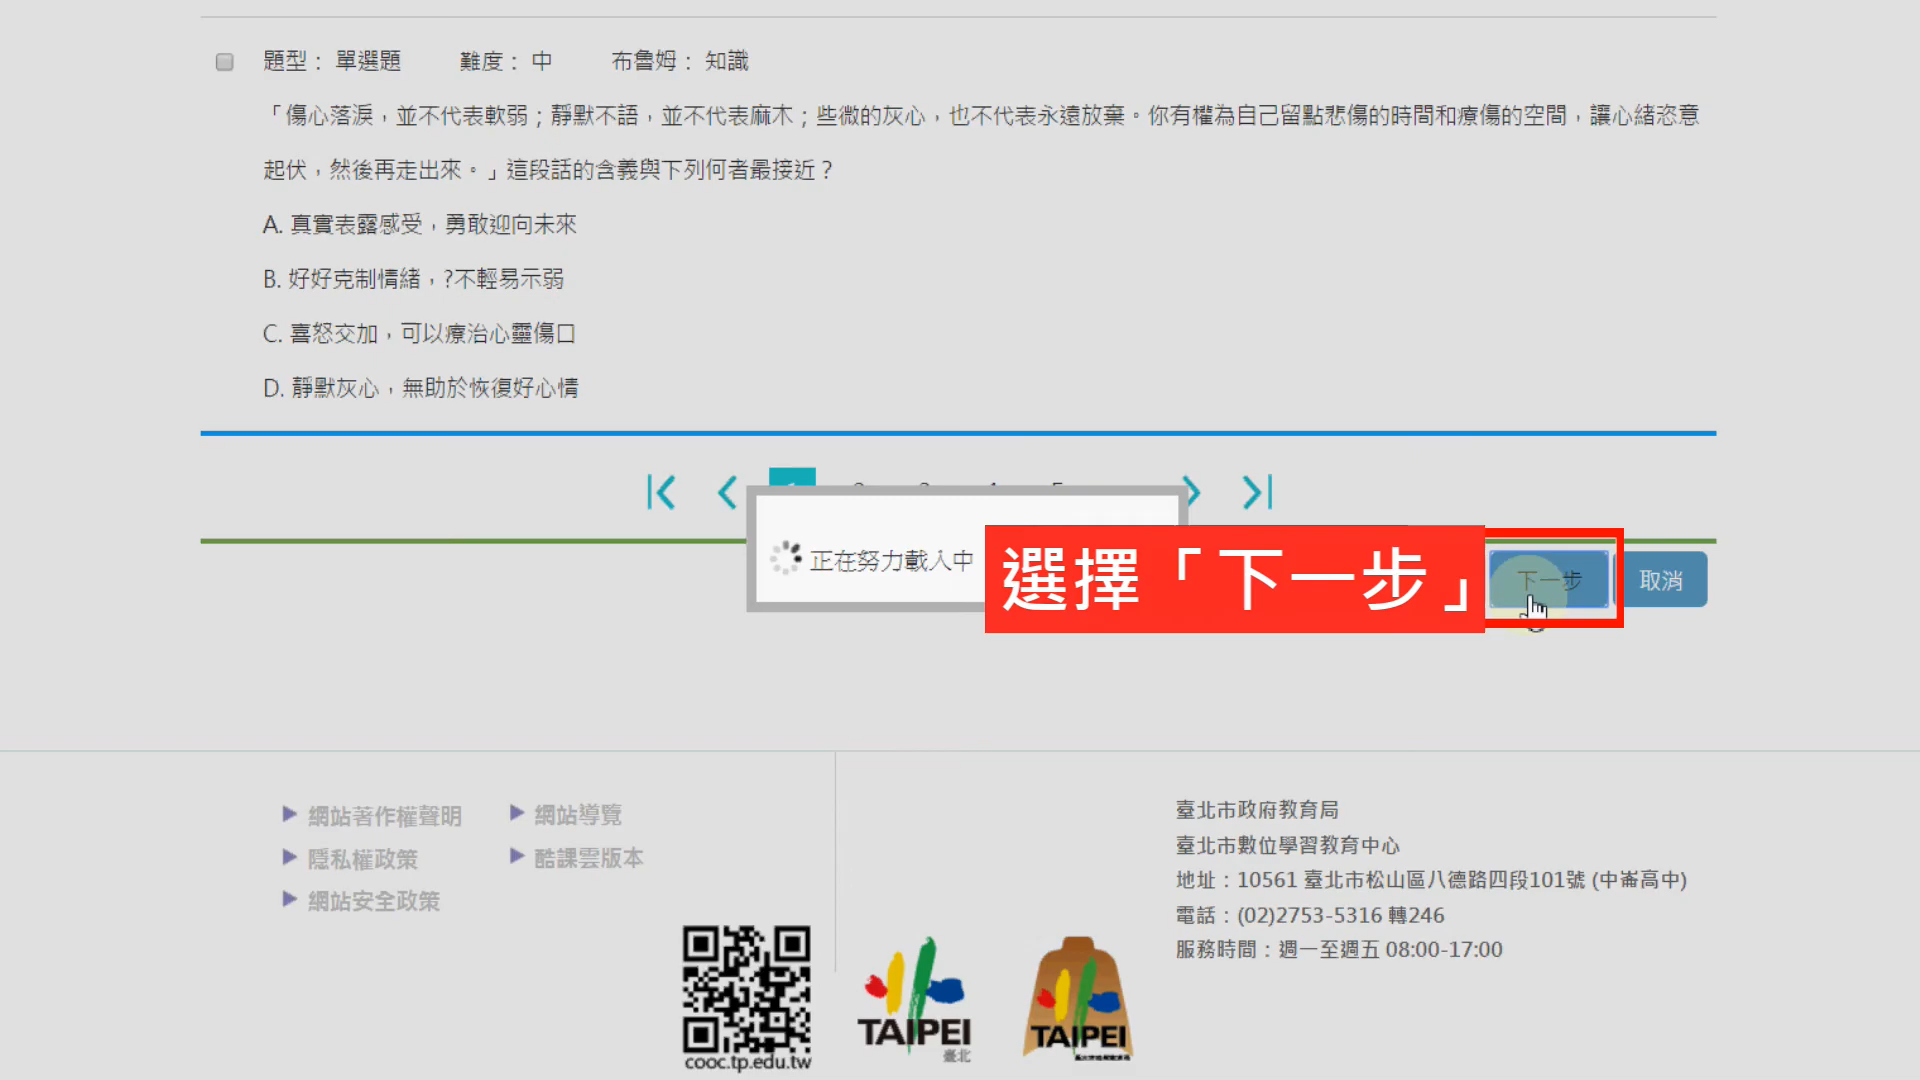 題型： 單選題 難度： 中 布魯姆： 知識
「傷心落淚，並不代表軟弱；靜默不語，並不代表麻木；些微的灰心，也不代表永遠放棄。你有權為自己留點悲傷的時間和療傷的空間，讓心緒恣意
起伏，然後再走出來。」這段話的含義與下列何者最接近？
A. 真實表露感受，勇敢迎向未來
B. 好好克制情緒，?不輕易示弱
C. 喜怒交加，可以療治心靈傷口
D. 靜默灰心，無助於恢復好心情
正在努力載入中
選擇「下一步」
下一步 取消
網站著作權聲明
網站導覽
隱私權政策
酷課雲版本
網站安全政策
臺北市政府教育局
臺北市數位學習教育中心
地址：10561 臺北市松山區八德路四段101號 (中崙高中)
電話：(02)2753-5316 轉246
服務時間：週一至週五 08:00-17:00
cooc.tp.edu.tw
TAIPEI
臺北
TAIPEI